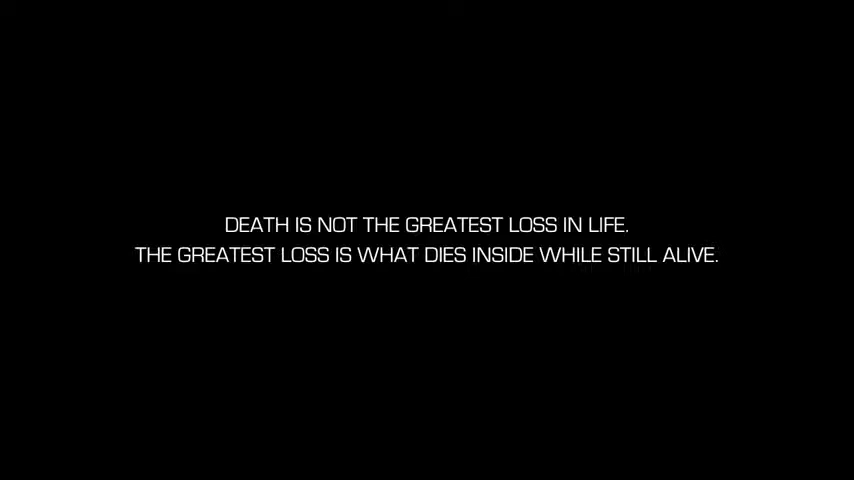 DEATH IS NOT THE GREATEST LOSS IN LIFE.
THE GREATEST LOSS IS WHAT DIES INSIDE WHILE STILL ALIVE.